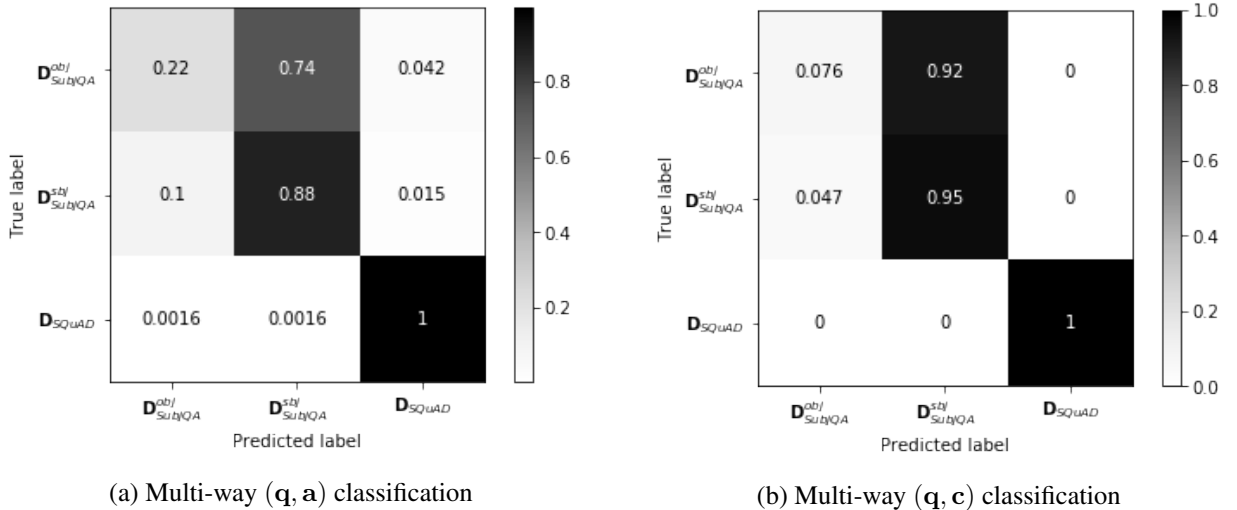 D^{obj}_{SubjQA} 0.22 0.74 0.042
D^{sbj}_{SubjQA} 0.1 0.88 0.015
D_{SQuAD} 0.0016 0.0016 1
D^{obj}_{SubjQA} D^{sbj}_{SubjQA} D_{SQuAD}
Predicted label
True label
0.8
0.6
0.4
0.2
(a) Multi-way (q, a) classification
D^{obj}_{SubjQA} 0.076 0.92 0
D^{sbj}_{SubjQA} 0.047 0.95 0
D_{SQuAD} 0 0 1
D^{obj}_{SubjQA} D^{sbj}_{SubjQA} D_{SQuAD}
Predicted label
True label
1.0
0.8
0.6
0.4
0.2
0.0
(b) Multi-way (q, c) classification